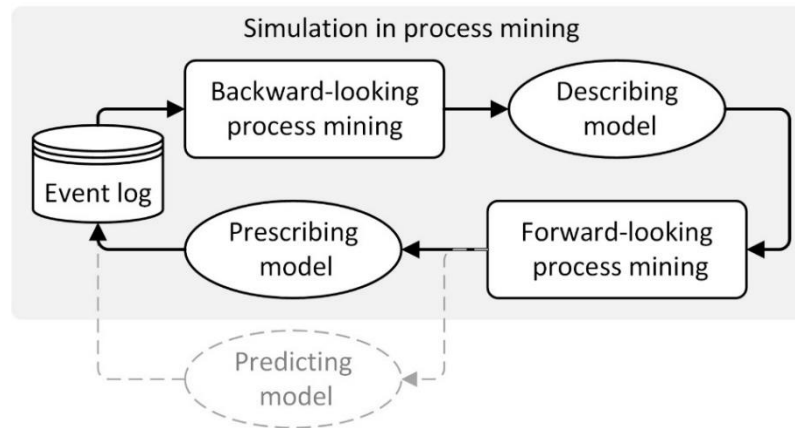 Simulation in process mining
Backward-looking
process mining
Describing
model
Event log
Prescribing
model
Forward-looking
process mining
Predicting
model